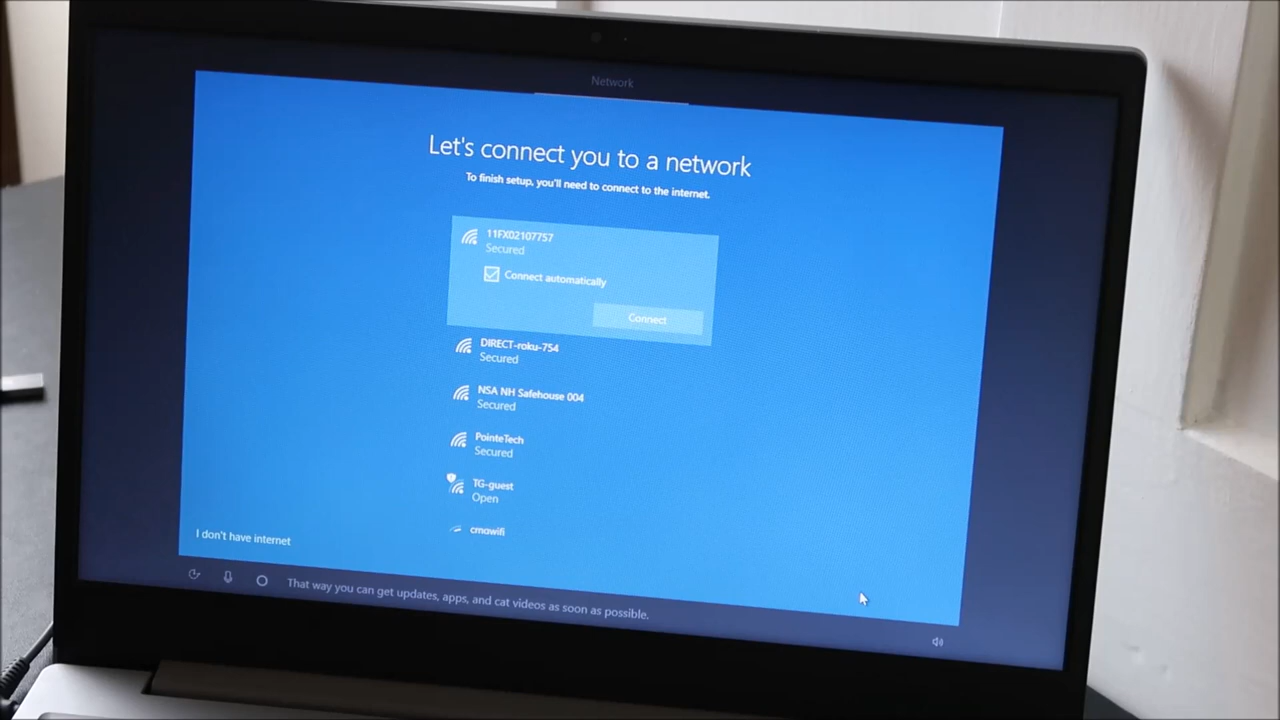 Network
Let's connect you to a network
To finish setup, you'll need to connect to the internet.
11FX02107757
Secured
Connect automatically
Connect
DIRECT-roku-754
Secured
NSA NH Safehouse 004
Secured
PointeTech
Secured
TG-guest
Open
cmawifi
I don't have internet
That way you can get updates, apps, and cat videos as soon as possible.